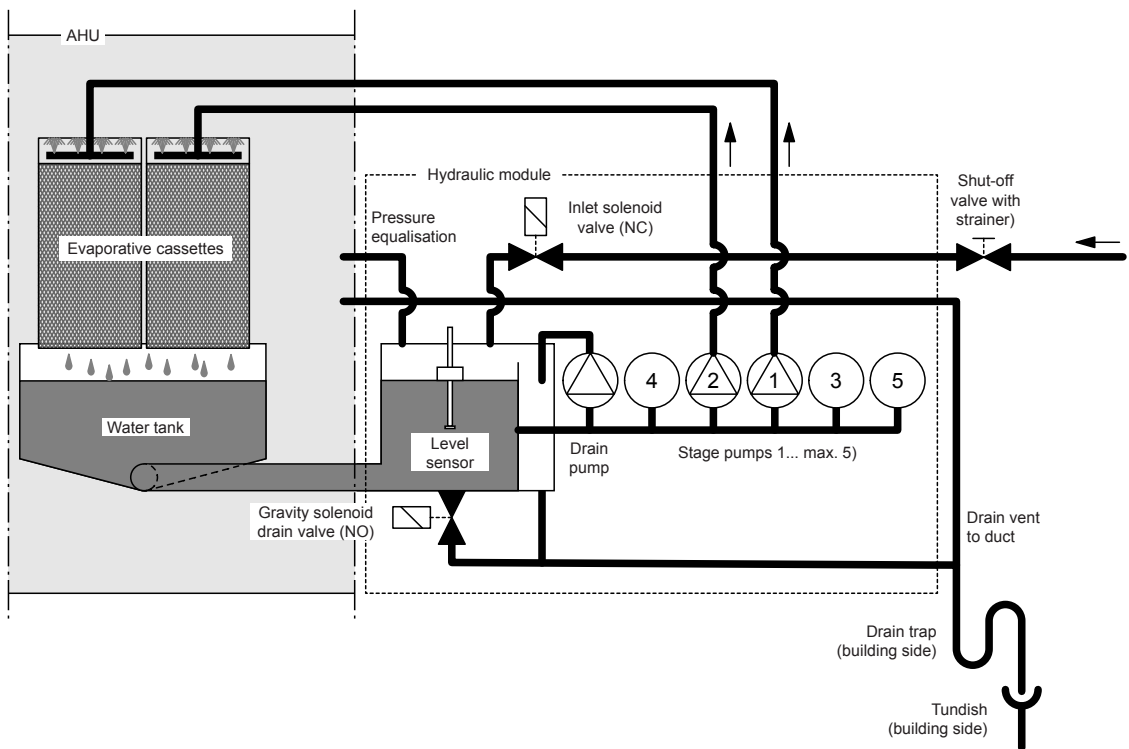 AHU
Hydraulic module
Shut-off
valve with
strainer)
Pressure
equalisation
Inlet solenoid
valve (NC)
Evaporative cassettes
4
2
1
3
5
Water tank
Level
sensor
Drain
pump
Stage pumps 1... max. 5)
Gravity solenoid
drain valve (NO)
Drain vent
to duct
Drain trap
(building side)
Tundish
(building side)